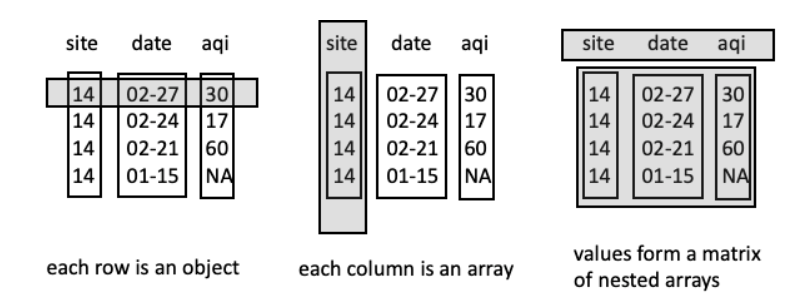 site date aqi site date aqi site date aqi
14 02-27 30 14 02-27 30 14 02-27 30
14 02-24 17 14 02-24 17 14 02-24 17
14 02-21 60 14 02-21 60 14 02-21 60
14 01-15 NA 14 01-15 NA 14 01-15 NA
each row is an object
each column is an array
values form a matrix
of nested arrays